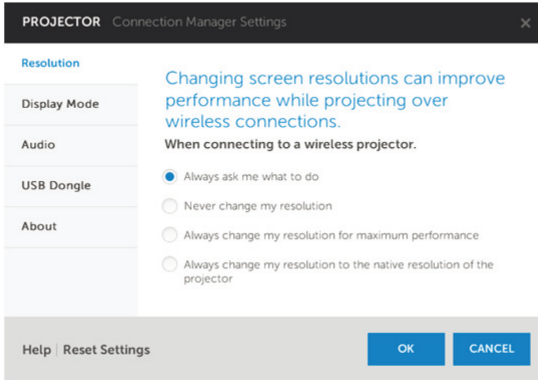 PROJECTOR Connection Manager Settings ×
Resolution
Display Mode
Audio
USB Dongle
About
Changing screen resolutions can improve
performance while projecting over
wireless connections.
When connecting to a wireless projector.
Always ask me what to do
Never change my resolution
Always change my resolution for maximum performance
Always change my resolution to the native resolution of the
projector
Help | Reset Settings
OK
CANCEL